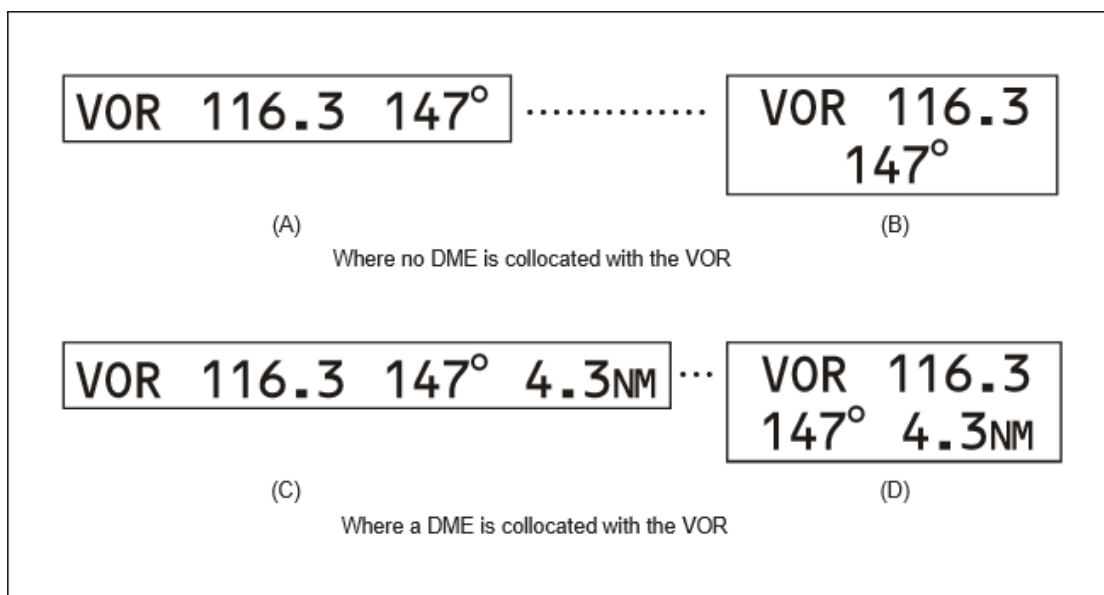 VOR 116.3 147°
VOR 116.3
147°
(A)
(B)
Where no DME is collocated with the VOR
VOR 116.3 147° 4.3NM
VOR 116.3
147° 4.3NM
(C)
(D)
Where a DME is collocated with the VOR